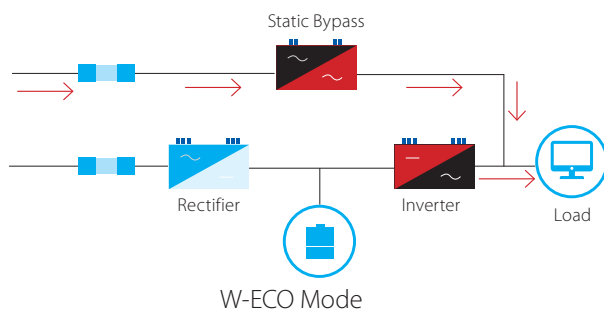 Static Bypass
Rectifier
Inverter
Load
W-ECO Mode